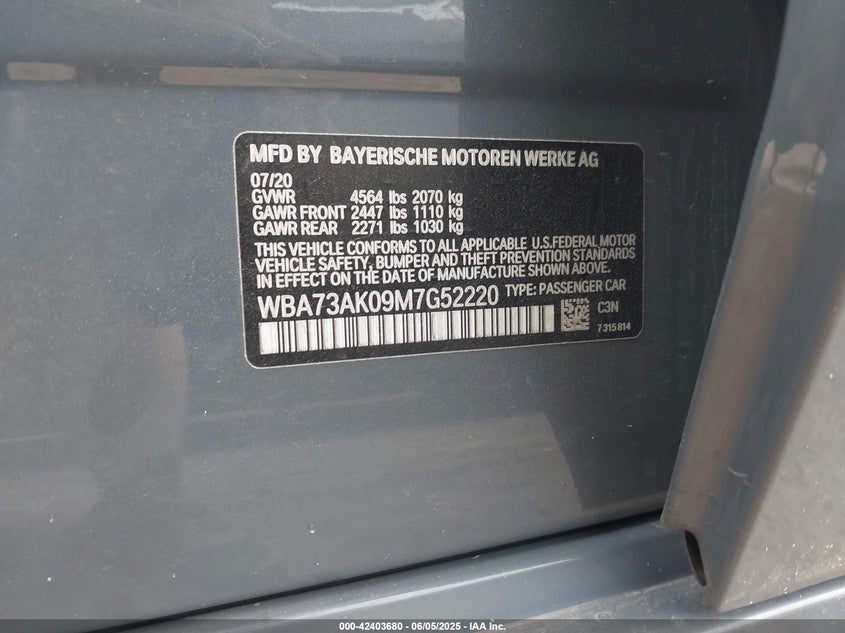 MFD BY BAYERISCHE MOTOREN WERKE AG
07/20
GVWR 4564 lbs 2070 kg
GAWR FRONT 2447 lbs 1110 kg
GAWR REAR 2271 lbs 1030 kg
THIS VEHICLE CONFORMS TO ALL APPLICABLE U.S.FEDERAL MOTOR
VEHICLE SAFETY, BUMPER AND THEFT PREVENTION STANDARDS
IN EFFECT ON THE DATE OF MANUFACTURE SHOWN ABOVE.
WBA73AK09M7G52220 TYPE: PASSENGER CAR
C3N
7 315 814
000-42403680 - 06/05/2025 - IAA Inc.